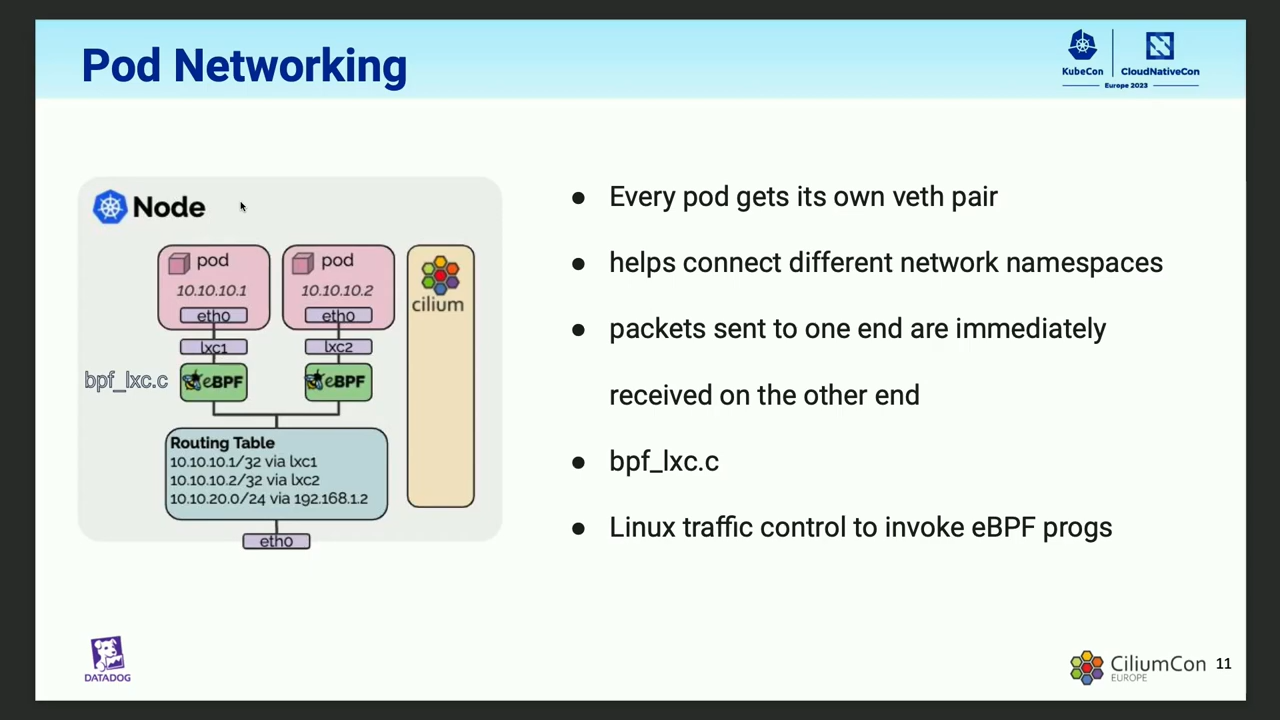 Pod Networking
KubeCon
CloudNativeCon
Europe 2023
Node
pod
10.10.10.1
eth0
lxc1
eBPF
pod
10.10.10.2
eth0
lxc2
eBPF
cilium
bpf_lxc.c
Routing Table
10.10.10.1/32 via lxc1
10.10.10.2/32 via lxc2
10.10.20.0/24 via 192.168.1.2
eth0
● Every pod gets its own veth pair
● helps connect different network namespaces
● packets sent to one end are immediately
received on the other end
● bpf_lxc.c
● Linux traffic control to invoke eBPF progs
DATADOG
CiliumCon
EUROPE
11